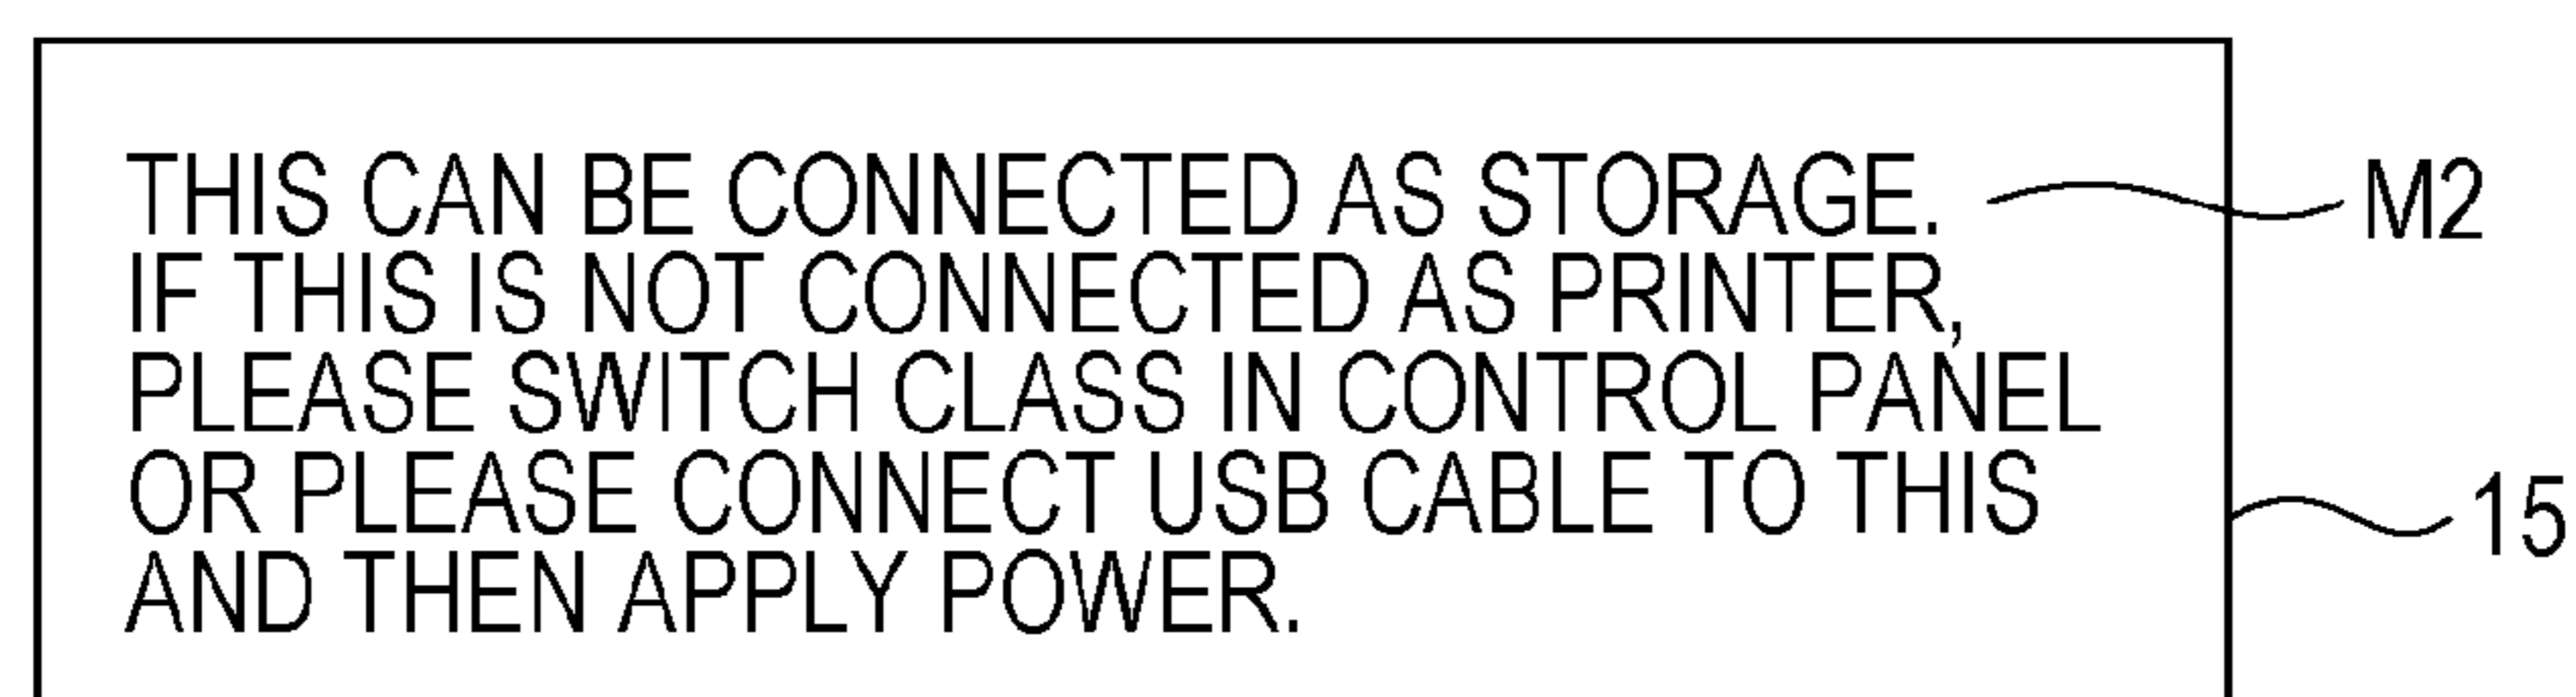 THIS CAN BE CONNECTED AS STORAGE. M2
IF THIS IS NOT CONNECTED AS PRINTER,
PLEASE SWITCH CLASS IN CONTROL PANEL
OR PLEASE CONNECT USB CABLE TO THIS 15
AND THEN APPLY POWER.